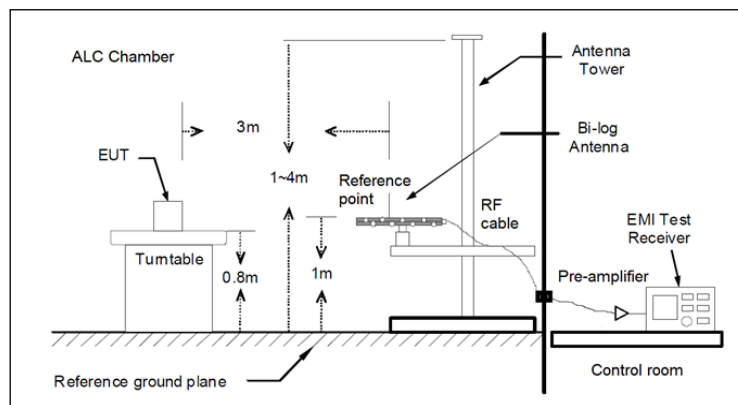 ALC Chamber
Antenna
Tower
3m
Bi-log
Antenna
EUT
1~4m
Reference
point
RF
cable
EMI Test
Receiver
Turntable
0.8m
1m
Pre-amplifier
Reference ground plane
Control room